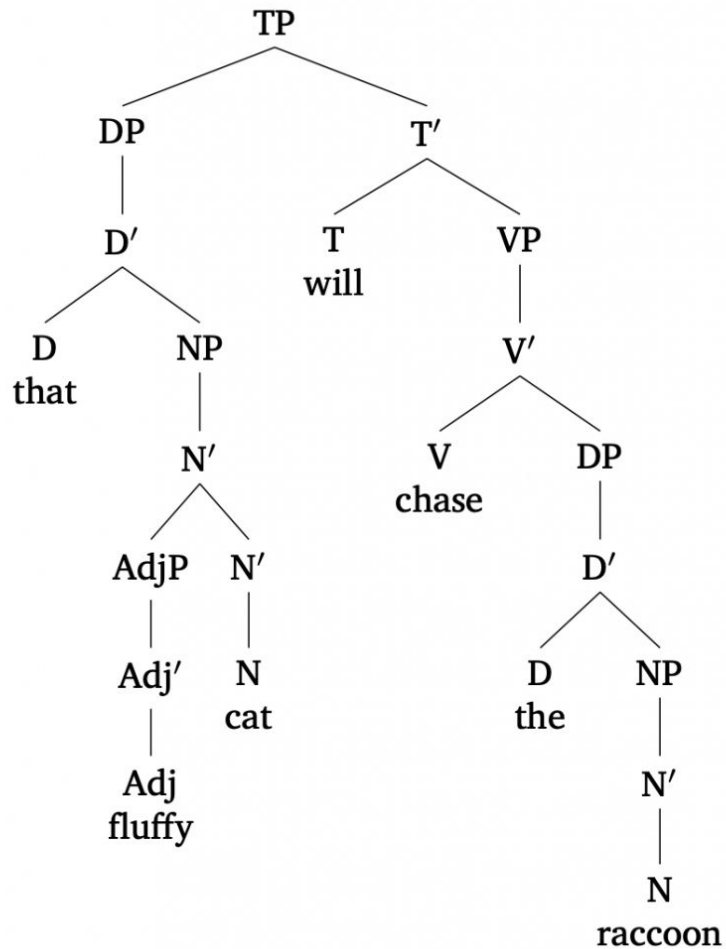 TP
DP T′
D′ T VP
will
D NP V′
that
N′ V DP
chase
AdjP N′ D′
Adj′ N D NP
cat the
Adj N′
fluffy
N
raccoon